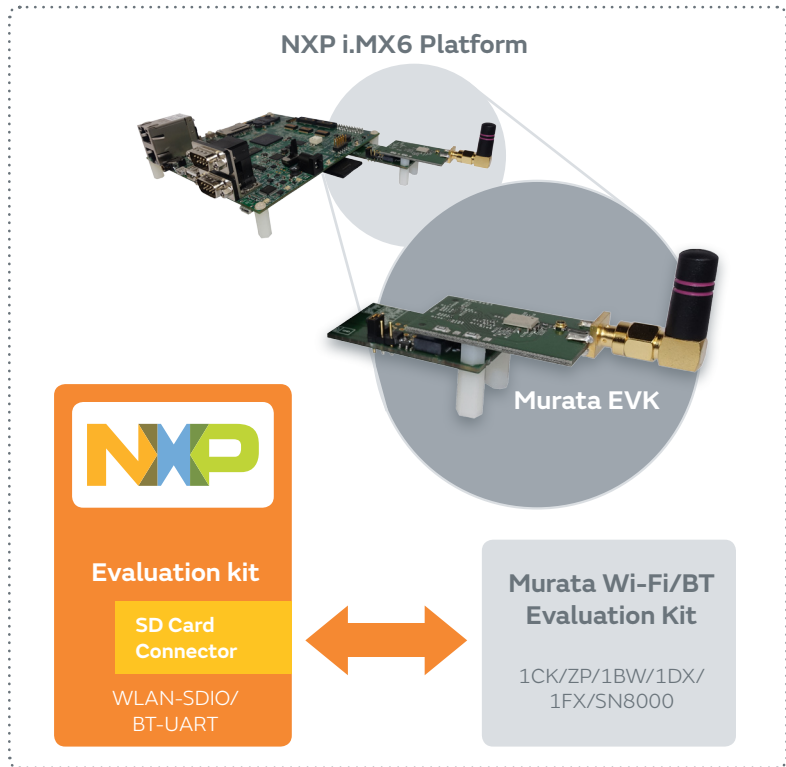 NXP i.MX6 Platform
Murata EVK
NXP
Evaluation kit
SD Card
Connector
WLAN-SDIO/
BT-UART
Murata Wi-Fi/BT
Evaluation Kit
1CK/ZP/1BW/1DX/
1FX/SN8000